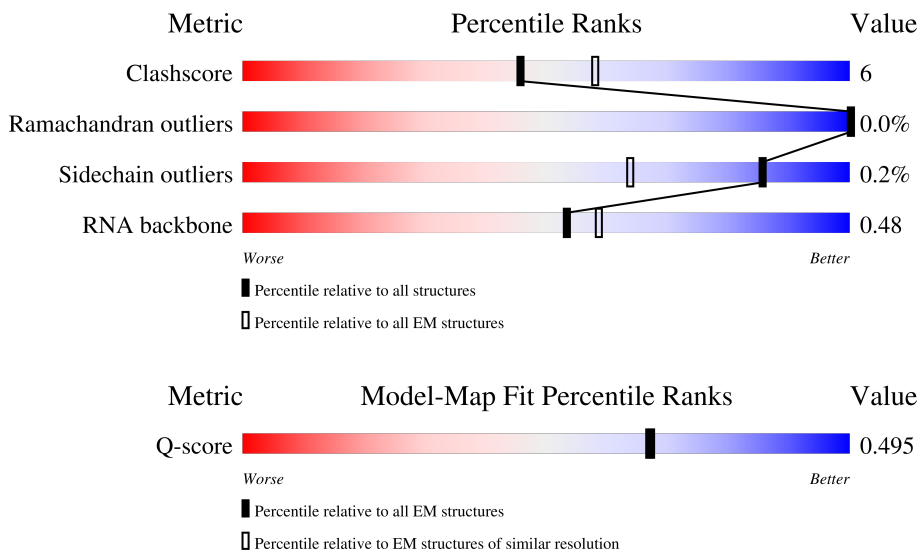 Metric Percentile Ranks Value
Clashscore 6
Ramachandran outliers 0.0%
Sidechain outliers 0.2%
RNA backbone 0.48
Worse Better
Percentile relative to all structures
Percentile relative to all EM structures
Metric Model-Map Fit Percentile Ranks Value
Q-score 0.495
Worse Better
Percentile relative to all EM structures
Percentile relative to EM structures of similar resolution